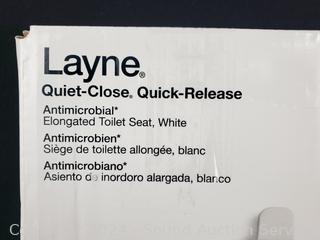 Layne®
Quiet-Close® Quick-Release
Antimicrobial*
Elongated Toilet Seat, White
Antimicrobien*
Siège de toilette allongée, blanc
Antimicrobiano*
Asiento de inordoro alargada, blanco